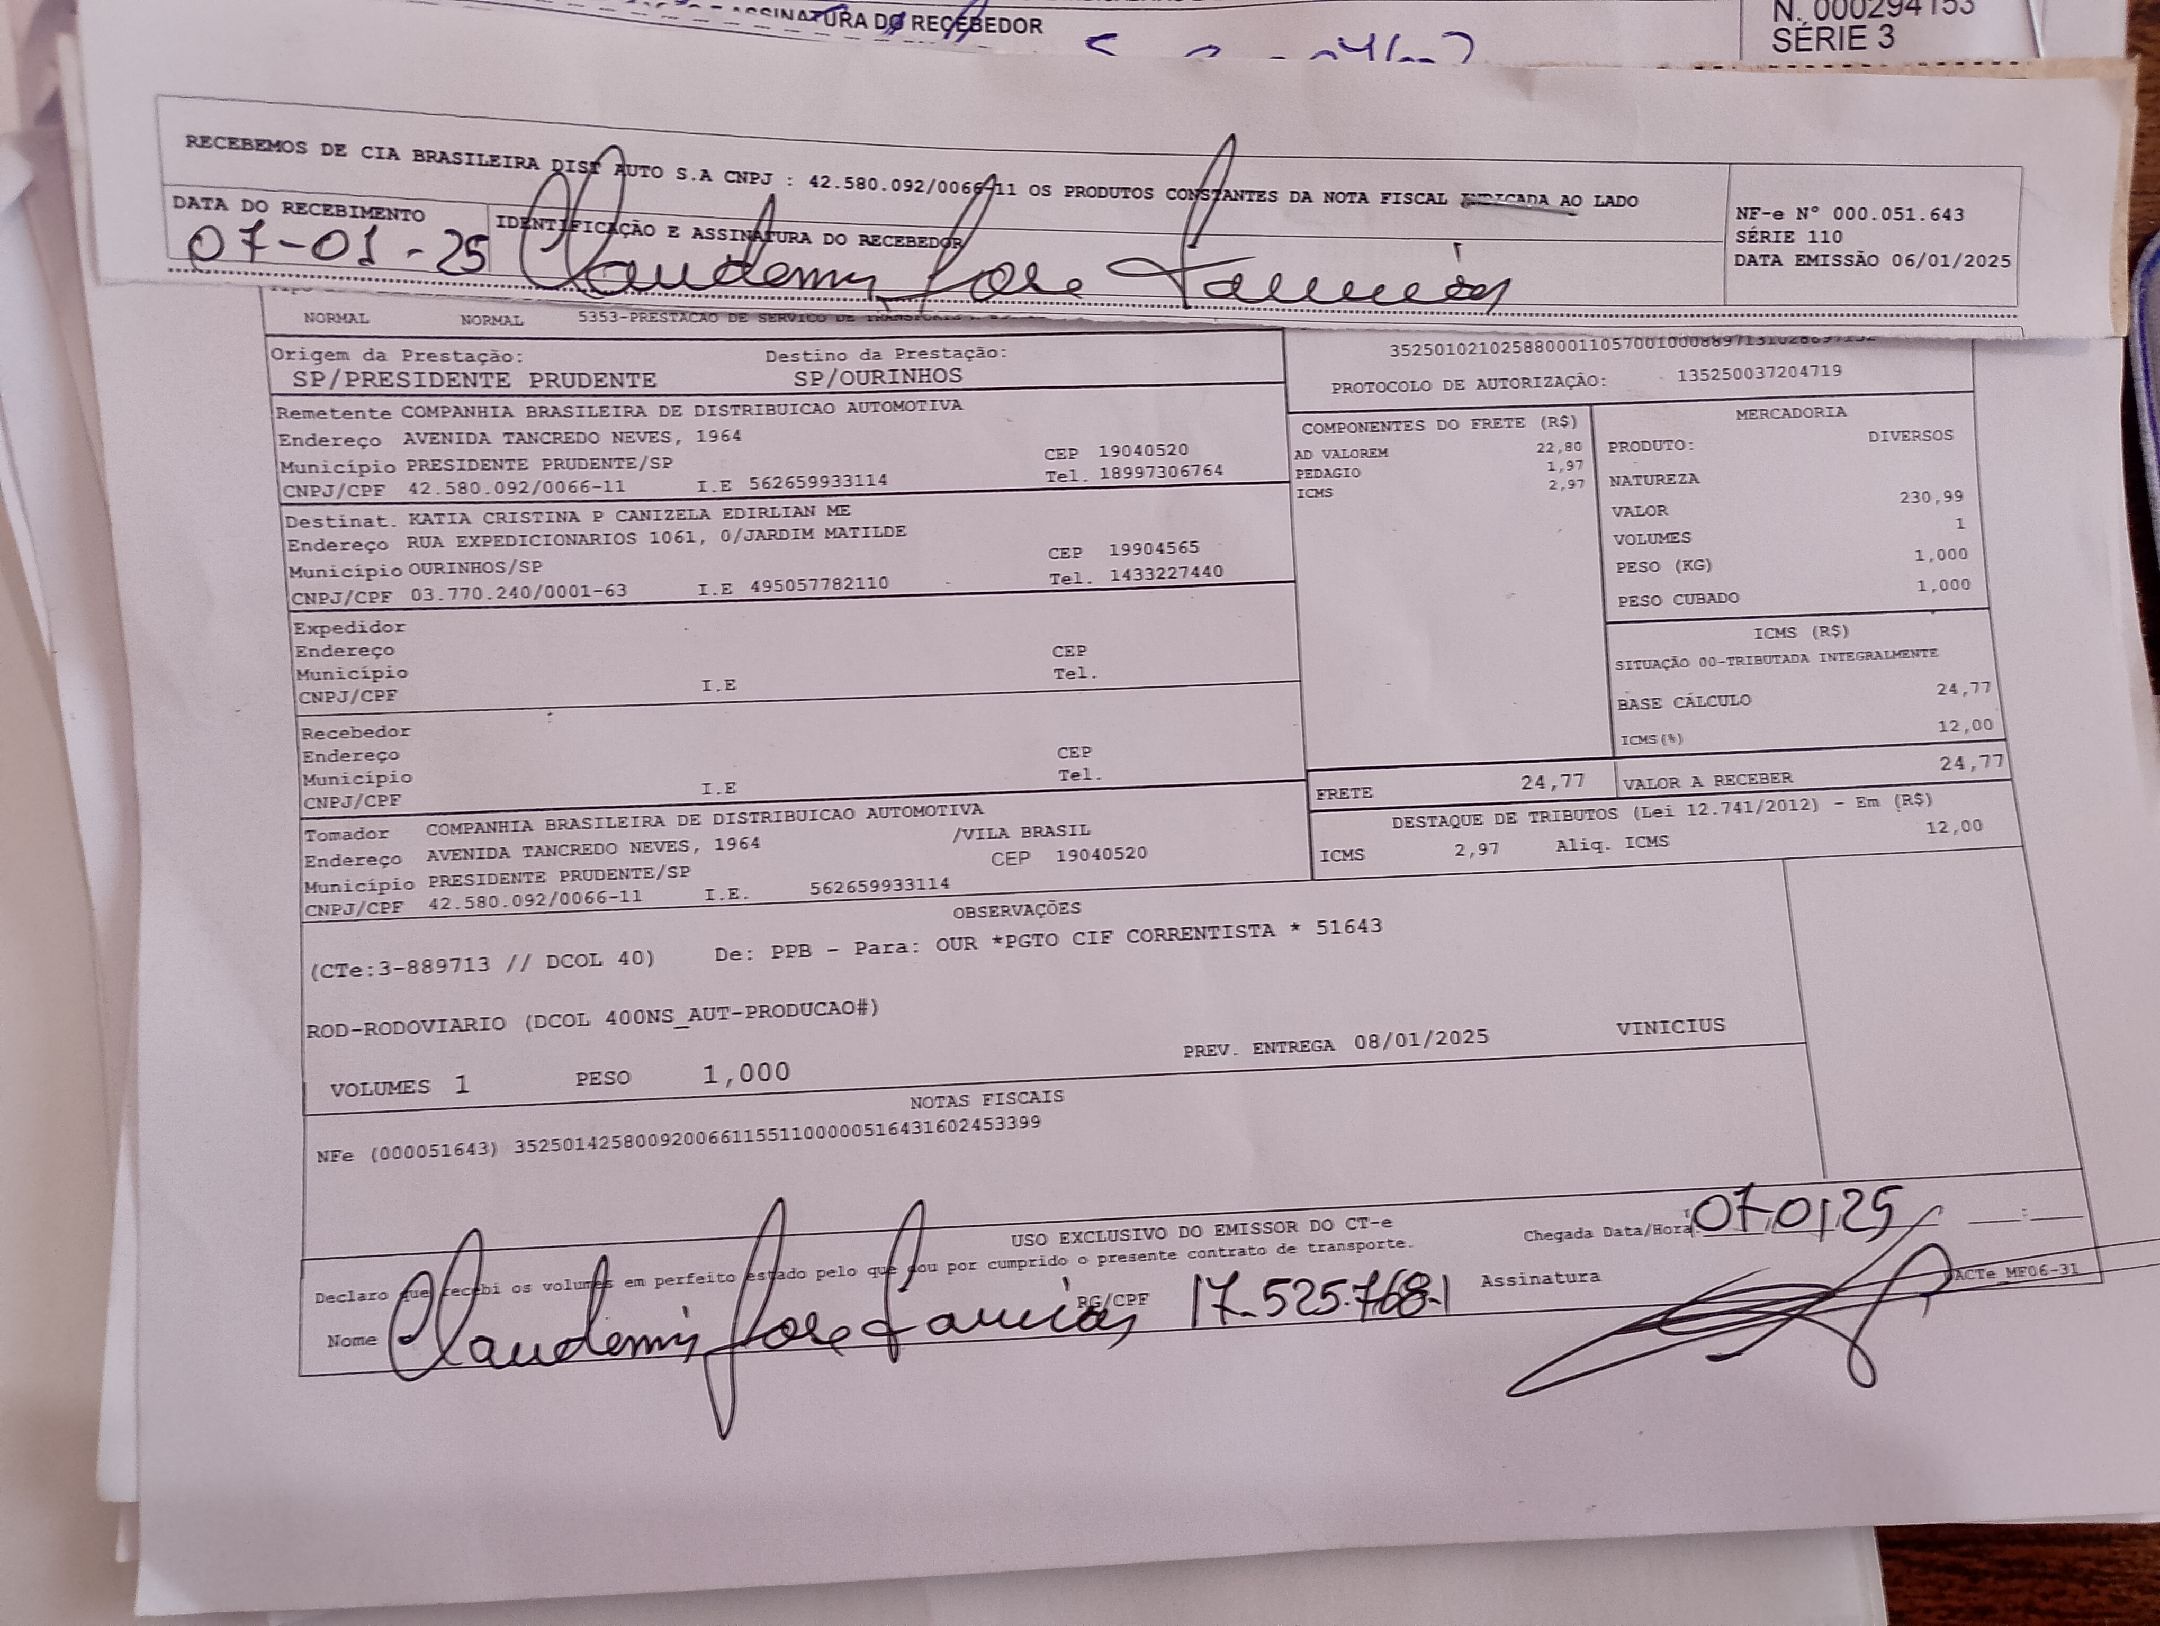 ASSINATURA DO RECEBEDOR
N. 000294153
SÉRIE 3
RECEBEMOS DE CIA BRASILEIRA DIST AUTO S.A CNPJ : 42.580.092/0066-11 OS PRODUTOS CONSTANTES DA NOTA FISCAL INDICADA AO LADO
DATA DO RECEBIMENTO
IDENTIFICAÇÃO E ASSINATURA DO RECEBEDOR
07-01-25
Claudemir Jose
NF-e Nº 000.051.643
SÉRIE 110
DATA EMISSÃO 06/01/2025
NORMAL NORMAL 5353-PRESTACAO DE SERVICO DE
Origem da Prestação: Destino da Prestação:
SP/PRESIDENTE PRUDENTE SP/OURINHOS
PROTOCOLO DE AUTORIZAÇÃO: 135250037204719
Remetente COMPANHIA BRASILEIRA DE DISTRIBUICAO AUTOMOTIVA
Endereço AVENIDA TANCREDO NEVES, 1964
Município PRESIDENTE PRUDENTE/SP CEP 19040520
CNPJ/CPF 42.580.092/0066-11 I.E 562659933114 Tel. 18997306764
Destinat. KATIA CRISTINA P CANIZELA EDIRLIAN ME
Endereço RUA EXPEDICIONARIOS 1061, 0/JARDIM MATILDE
Município OURINHOS/SP CEP 19904565
CNPJ/CPF 03.770.240/0001-63 I.E 495057782110 Tel. 1433227440
Expedidor
Endereço CEP
Município Tel.
CNPJ/CPF I.E
Recebedor
Endereço CEP
Município Tel.
CNPJ/CPF I.E
Tomador COMPANHIA BRASILEIRA DE DISTRIBUICAO AUTOMOTIVA
Endereço AVENIDA TANCREDO NEVES, 1964 /VILA BRASIL
Município PRESIDENTE PRUDENTE/SP CEP 19040520
CNPJ/CPF 42.580.092/0066-11 I.E. 562659933114
COMPONENTES DO FRETE (R$)
AD VALOREM 22,80
PEDAGIO 1,97
ICMS 2,97
MERCADORIA
PRODUTO: DIVERSOS
NATUREZA
VALOR 230,99
VOLUMES 1
PESO (KG) 1,000
PESO CUBADO 1,000
ICMS (R$)
SITUAÇÃO 00-TRIBUTADA INTEGRALMENTE
BASE CÁLCULO 24,77
ICMS(%) 12,00
FRETE 24,77 VALOR A RECEBER 24,77
DESTAQUE DE TRIBUTOS (Lei 12.741/2012) - Em (R$)
ICMS 2,97 Aliq. ICMS 12,00
OBSERVAÇÕES
(CTe:3-889713 // DCOL 40) De: PPB - Para: OUR *PGTO CIF CORRENTISTA * 51643
ROD-RODOVIARIO (DCOL 400NS_AUT-PRODUCAO#)
VOLUMES 1 PESO 1,000 PREV. ENTREGA 08/01/2025 VINICIUS
NOTAS FISCAIS
NFe (000051643) 35250142580092006611551100000516431602453399
USO EXCLUSIVO DO EMISSOR DO CT-e
Declaro que recebi os volumes em perfeito estado pelo que dou por cumprido o presente contrato de transporte.
Chegada Data/Hora: 07 01 25
Nome Claudemir Jose RG/CPF 17.525.768-1 Assinatura
DACTe MF06-31